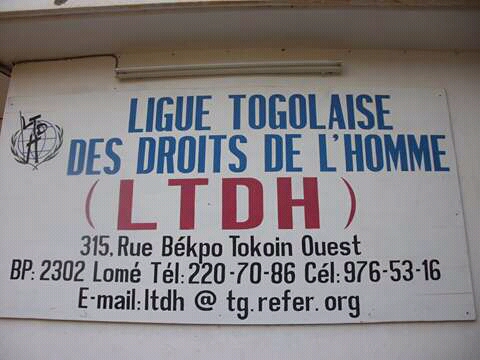 LIGUE TOGOLAISE
DES DROITS DE L'HOMME
(LTDH)
315, Rue Békpo Tokoin Ouest
BP: 2302 Lomé Tél: 220-70-86 Cél: 976-53-16
E-mail: ltdh @ tg.refer.org